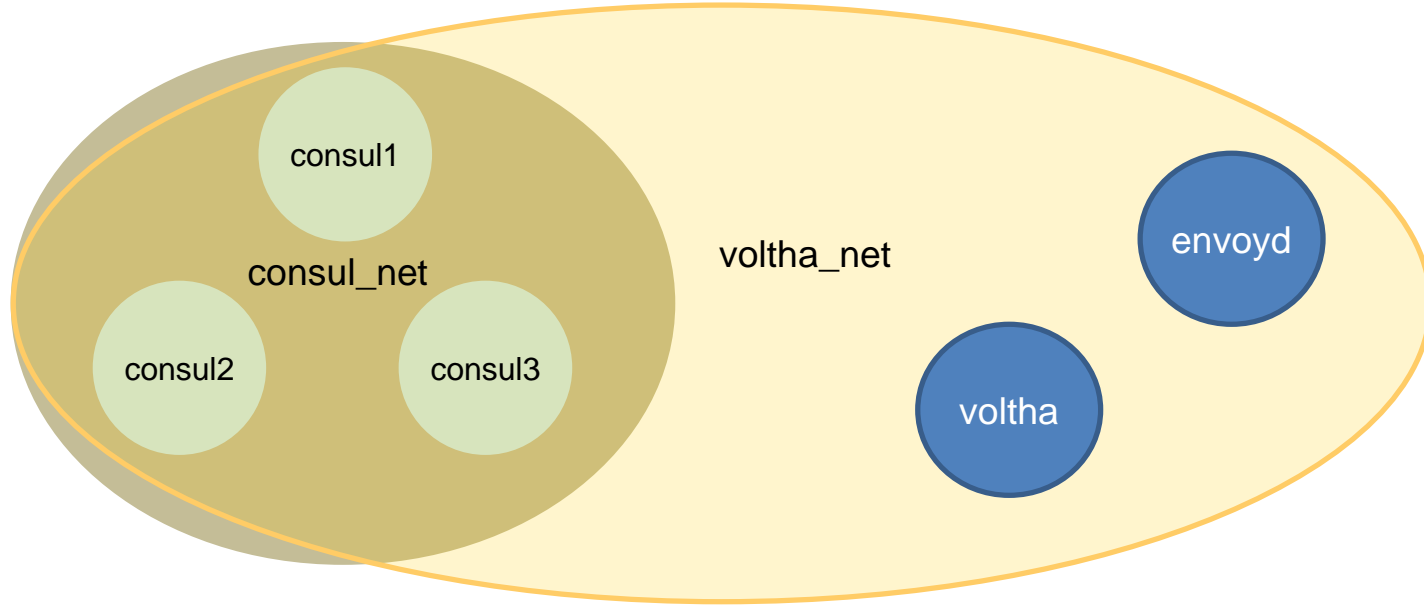 consul1
consul_net
consul2
consul3
voltha_net
envoyd
voltha